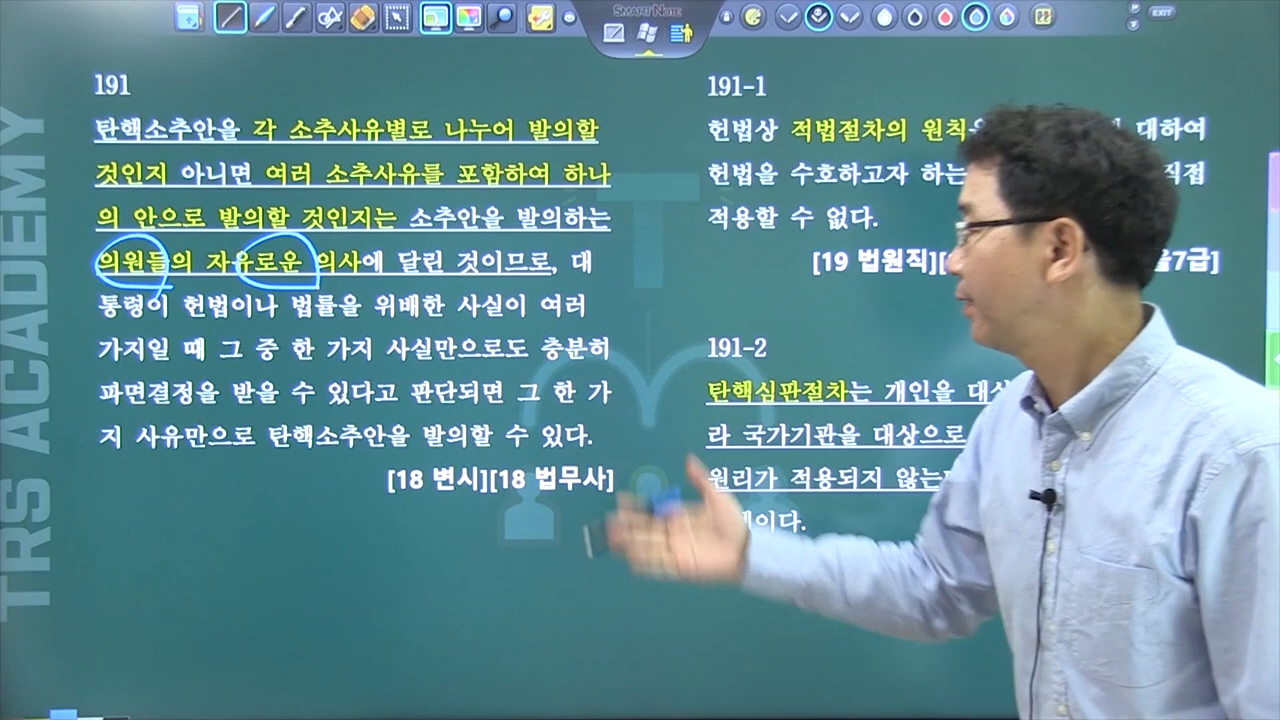 SMARTNOTE
EXIT
TRS ACADEMY
191
탄핵소추안을 각 소추사유별로 나누어 발의할
것인지 아니면 여러 소추사유를 포함하여 하나
의 안으로 발의할 것인지는 소추안을 발의하는
의원들의 자유로운 의사에 달린 것이므로, 대
통령이 헌법이나 법률을 위배한 사실이 여러
가지일 때 그 중 한 가지 사실만으로도 충분히
파면결정을 받을 수 있다고 판단되면 그 한 가
지 사유만으로 탄핵소추안을 발의할 수 있다.
[18 변시][18 법무사]
191-1
헌법상 적법절차의 원칙 대하여
헌법을 수호하고자 하는 직접
적용할 수 없다.
[19 법원직][ 7급]
191-2
탄핵심판절차는 개인을
라 국가기관을 대상으로
원리가 적용되지 않는
이다.